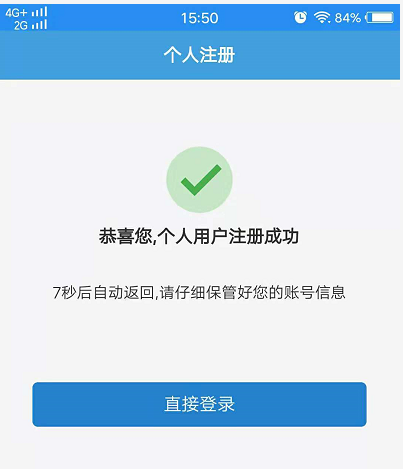 4G+ 15:50 84%
2G
个人注册
恭喜您,个人用户注册成功
7秒后自动返回,请仔细保管好您的账号信息
直接登录